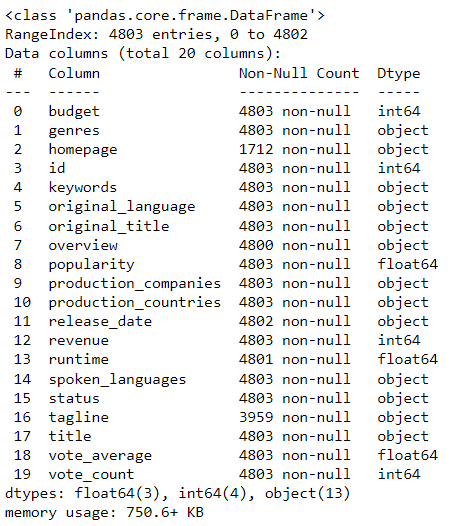 <class 'pandas.core.frame.DataFrame'>
RangeIndex: 4803 entries, 0 to 4802
Data columns (total 20 columns):
 #   Column                Non-Null Count  Dtype
---  ------                --------------  -----
 0   budget                4803 non-null   int64
 1   genres                4803 non-null   object
 2   homepage              1712 non-null   object
 3   id                    4803 non-null   int64
 4   keywords              4803 non-null   object
 5   original_language     4803 non-null   object
 6   original_title        4803 non-null   object
 7   overview              4800 non-null   object
 8   popularity            4803 non-null   float64
 9   production_companies  4803 non-null   object
 10  production_countries  4803 non-null   object
 11  release_date          4802 non-null   object
 12  revenue               4803 non-null   int64
 13  runtime               4801 non-null   float64
 14  spoken_languages      4803 non-null   object
 15  status                4803 non-null   object
 16  tagline               3959 non-null   object
 17  title                 4803 non-null   object
 18  vote_average          4803 non-null   float64
 19  vote_count            4803 non-null   int64
dtypes: float64(3), int64(4), object(13)
memory usage: 750.6+ KB